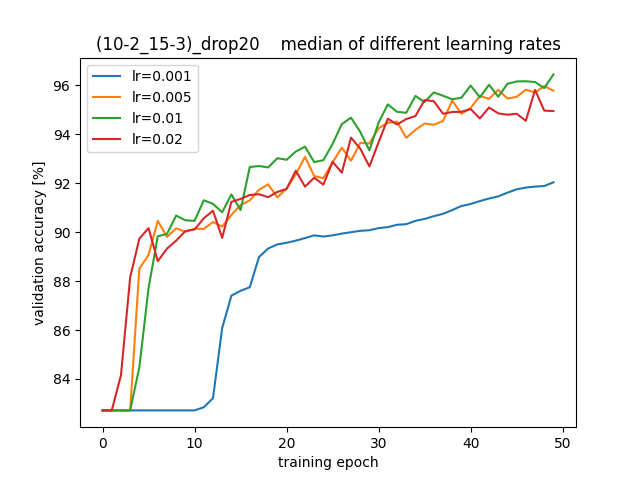 (10-2_15-3)_drop20    median of different learning rates
lr=0.001
lr=0.005
lr=0.01
lr=0.02
validation accuracy [%]
96
94
92
90
88
86
84
0 10 20 30 40 50
training epoch